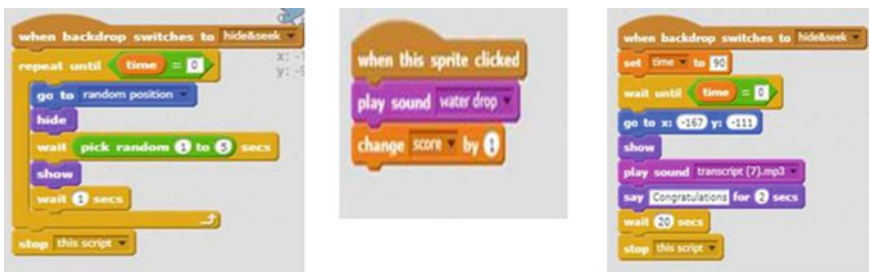 when backdrop switches to hide&seek
repeat until time = 0
go to random position
hide
wait pick random 1 to 5 secs
show
wait 1 secs
stop this script
when this sprite clicked
play sound water drop
change score by 1
when backdrop switches to hide&seek
set time to 90
wait until time = 0
go to x: -167 y: -111
show
play sound transcript (7).mp3
say Congratulations for 2 secs
wait 20 secs
stop this script